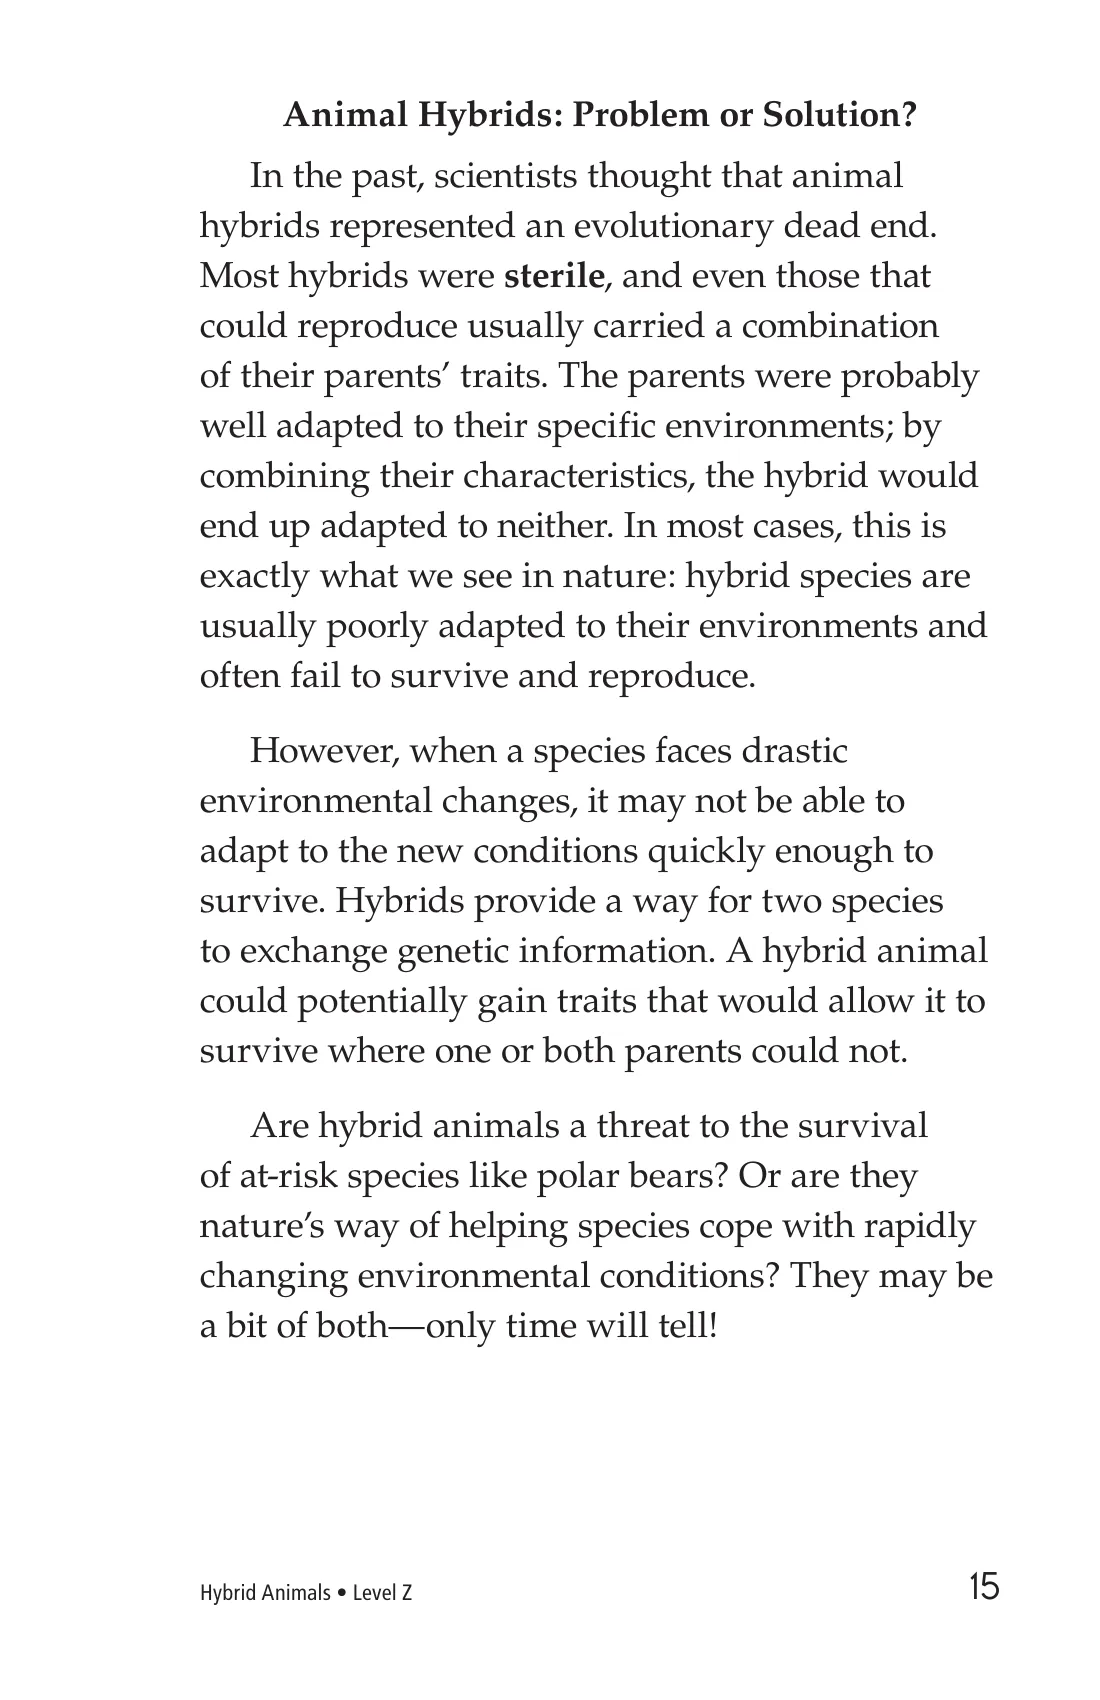 Animal Hybrids: Problem or Solution?
In the past, scientists thought that animal
hybrids represented an evolutionary dead end.
Most hybrids were sterile, and even those that
could reproduce usually carried a combination
of their parents’ traits. The parents were probably
well adapted to their specific environments; by
combining their characteristics, the hybrid would
end up adapted to neither. In most cases, this is
exactly what we see in nature: hybrid species are
usually poorly adapted to their environments and
often fail to survive and reproduce.
However, when a species faces drastic
environmental changes, it may not be able to
adapt to the new conditions quickly enough to
survive. Hybrids provide a way for two species
to exchange genetic information. A hybrid animal
could potentially gain traits that would allow it to
survive where one or both parents could not.
Are hybrid animals a threat to the survival
of at-risk species like polar bears? Or are they
nature’s way of helping species cope with rapidly
changing environmental conditions? They may be
a bit of both—only time will tell!
Hybrid Animals • Level Z
15